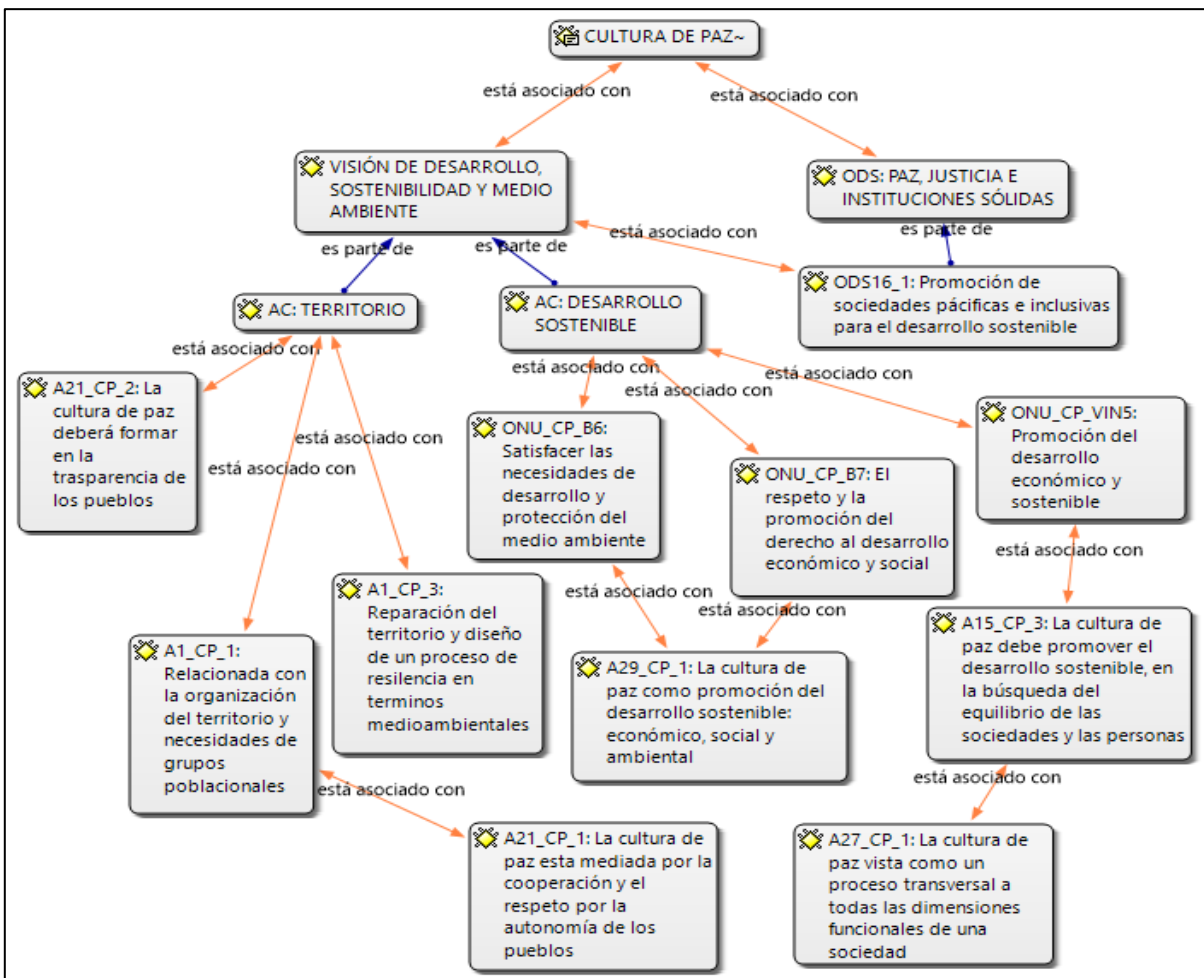 CULTURA DE PAZ~
está asociado con
está asociado con
VISIÓN DE DESARROLLO,
SOSTENIBILIDAD Y MEDIO
AMBIENTE
ODS: PAZ, JUSTICIA E
INSTITUCIONES SÓLIDAS
es parte de
es parte de
está asociado con
es parte de
AC: TERRITORIO
AC: DESARROLLO
SOSTENIBLE
ODS16_1: Promoción de
sociedades pácificas e inclusivas
para el desarrollo sostenible
está asociado con
está asociado con
está asociado con
está asociado con
A21_CP_2: La
cultura de paz
deberá formar
en la
trasparencia de
los pueblos
está asociado con
está asociado con
ONU_CP_B6:
Satisfacer las
necesidades de
desarrollo y
protección del
medio ambiente
ONU_CP_B7: El
respeto y la
promoción del
derecho al desarrollo
económico y social
ONU_CP_VIN5:
Promoción del
desarrollo
económico y
sostenible
está asociado con
está asociado con
está asociado con
A1_CP_3:
Reparación del
territorio y diseño
de un proceso de
resilencia en
terminos
medioambientales
A1_CP_1:
Relacionada con
la organización
del territorio y
necesidades de
grupos
poblacionales
A29_CP_1: La cultura de
paz como promoción del
desarrollo sostenible:
económico, social y
ambiental
A15_CP_3: La cultura de
paz debe promover el
desarrollo sostenible, en
la búsqueda del
equilibrio de las
sociedades y las personas
está asociado con
está asociado con
A21_CP_1: La cultura de
paz esta mediada por la
cooperación y el
respeto por la
autonomía de los
pueblos
A27_CP_1: La cultura de
paz vista como un
proceso transversal a
todas las dimensiones
funcionales de una
sociedad